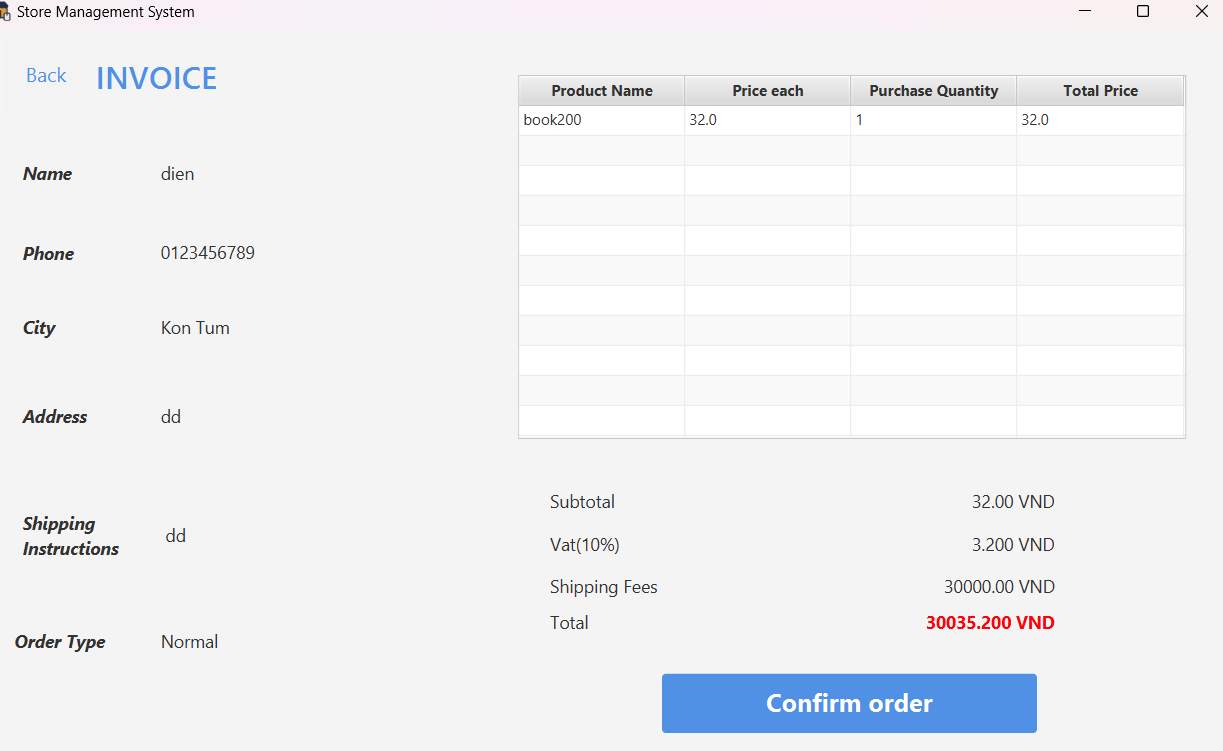 Store Management System
Back
INVOICE
Name dien
Phone 0123456789
City Kon Tum
Address dd
Shipping
Instructions dd
Order Type Normal
Product Name Price each Purchase Quantity Total Price
book200 32.0 1 32.0
Subtotal 32.00 VND
Vat(10%) 3.200 VND
Shipping Fees 30000.00 VND
Total 30035.200 VND
Confirm order